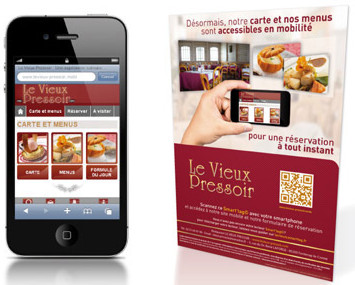 Le Vieux
Pressoir
Carte et menus
Réserver
A visiter
CARTE ET MENUS
CARTE
MENUS
FORMULE
DU JOUR
Désormais, notre carte et nos menus
sont accessibles en mobilité
pour une réservation
à tout instant
Le Vieux
Pressoir
Scannez ce Smart'tag® avec votre smartphone
et accédez à notre site mobile et notre formulaire de réservation